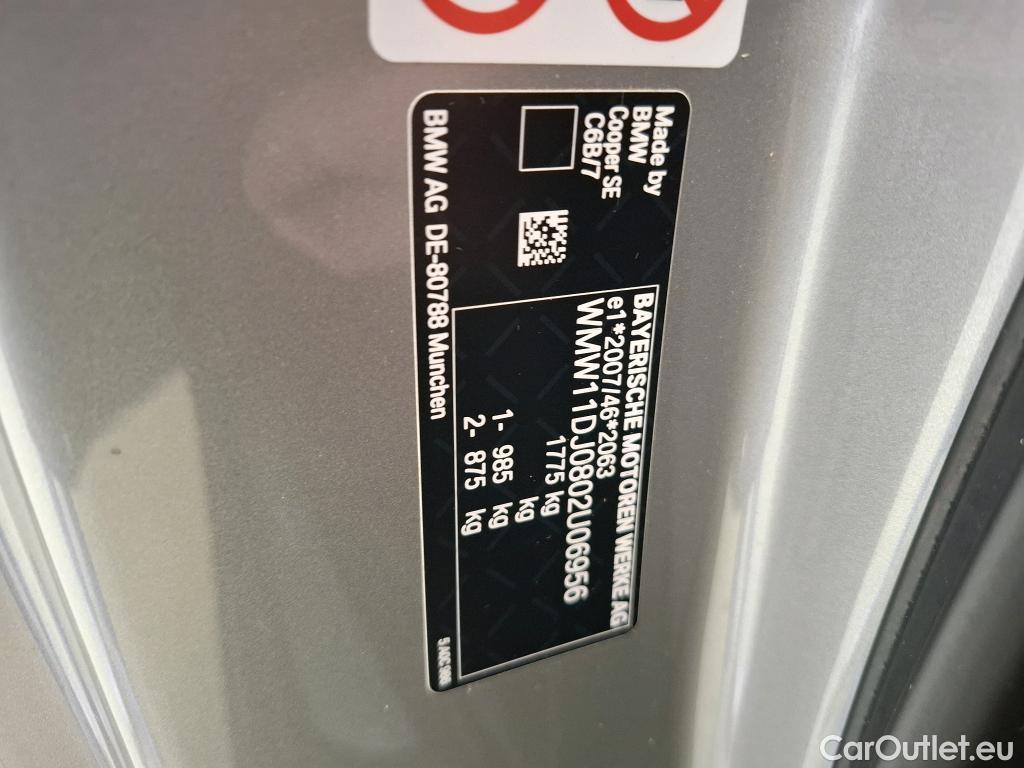 Made by
BMW
Cooper SE
C6B/7
BAYERISCHE MOTOREN WERKE AG
e1*2007/46*2063
WMW11DJ0802U06956
1775 kg
kg
1- 985 kg
2- 875 kg
BMW AG DE-80788 Munchen
CarOutlet.eu